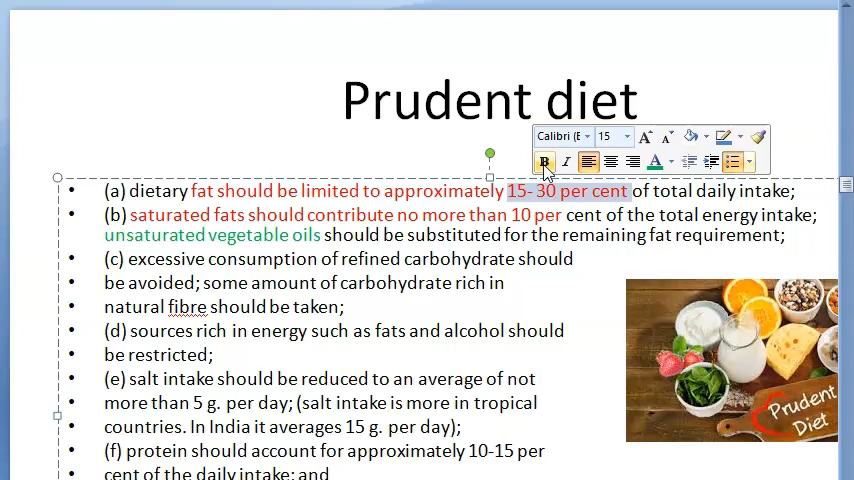 Prudent diet
Calibri (E 15 A A
B I A
• (a) dietary fat should be limited to approximately 15- 30 per cent of total daily intake;
• (b) saturated fats should contribute no more than 10 per cent of the total energy intake;
unsaturated vegetable oils should be substituted for the remaining fat requirement;
• (c) excessive consumption of refined carbohydrate should
• be avoided; some amount of carbohydrate rich in
• natural fibre should be taken;
• (d) sources rich in energy such as fats and alcohol should
• be restricted;
• (e) salt intake should be reduced to an average of not
• more than 5 g. per day; (salt intake is more in tropical
• countries. In India it averages 15 g. per day);
• (f) protein should account for approximately 10-15 per
• cent of the daily intake; and
Prudent
Diet